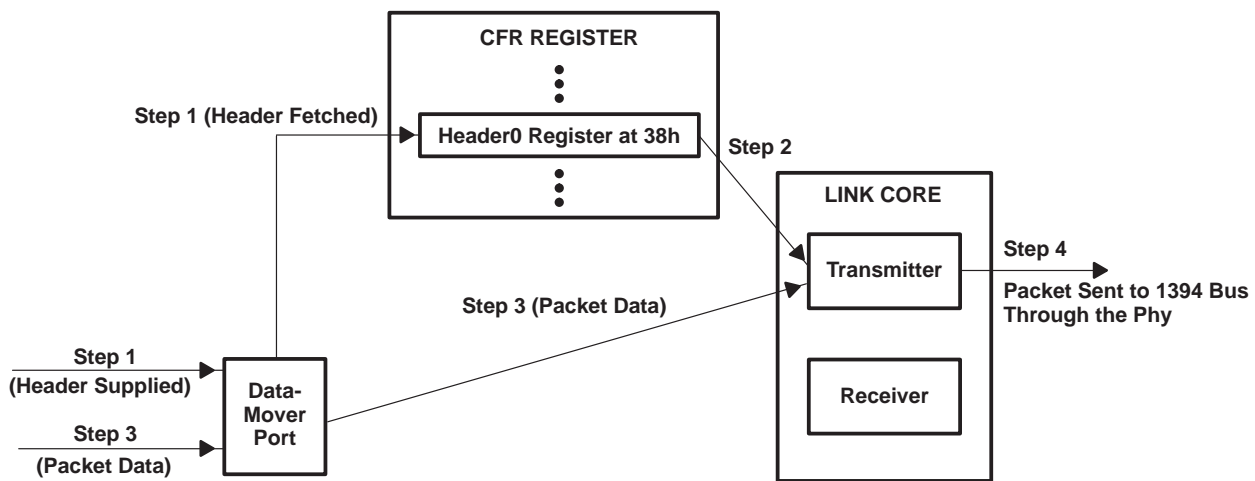 CFR REGISTER
Step 1 (Header Fetched)
Header0 Register at 38h
Step 2
LINK CORE
Transmitter
Step 4
Packet Sent to 1394 Bus
Through the Phy
Step 3 (Packet Data)
Step 1
(Header Supplied)
Data-
Mover
Port
Receiver
Step 3
(Packet Data)